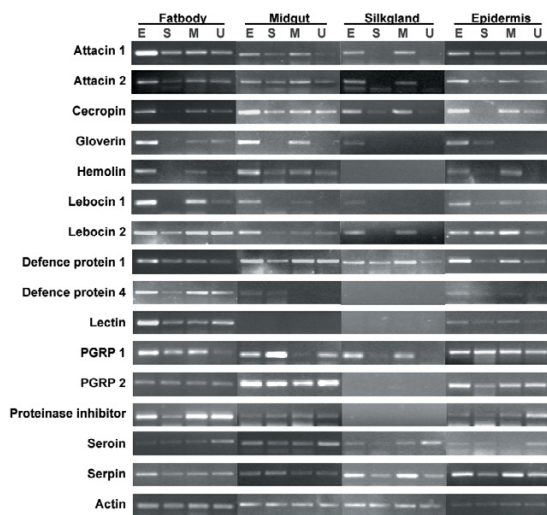 Fatbody Midgut Silkgland Epidermis
E S M U E S M U E S M U E S M U
Attacin 1
Attacin 2
Cecropin
Gloverin
Hemolin
Lebocin 1
Lebocin 2
Defence protein 1
Defence protein 4
Lectin
PGRP 1
PGRP 2
Proteinase inhibitor
Seroin
Serpin
Actin